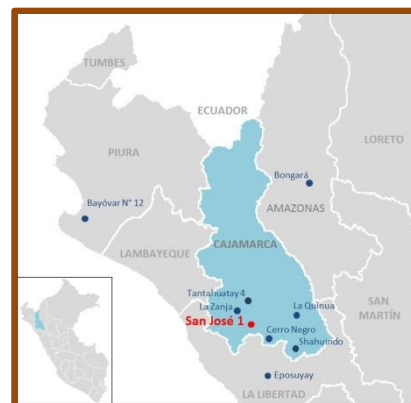 TUMBES
ECUADOR
LORETO
PIURA
Bongará
Bayóvar N° 12
AMAZONAS
LAMBAYEQUE
CAJAMARCA
SAN
MARTÍN
Tantahuatay 4
La Zanja
La Quinua
San José 1
Cerro Negro
Shahuindo
Eposuyay
LA LIBERTAD